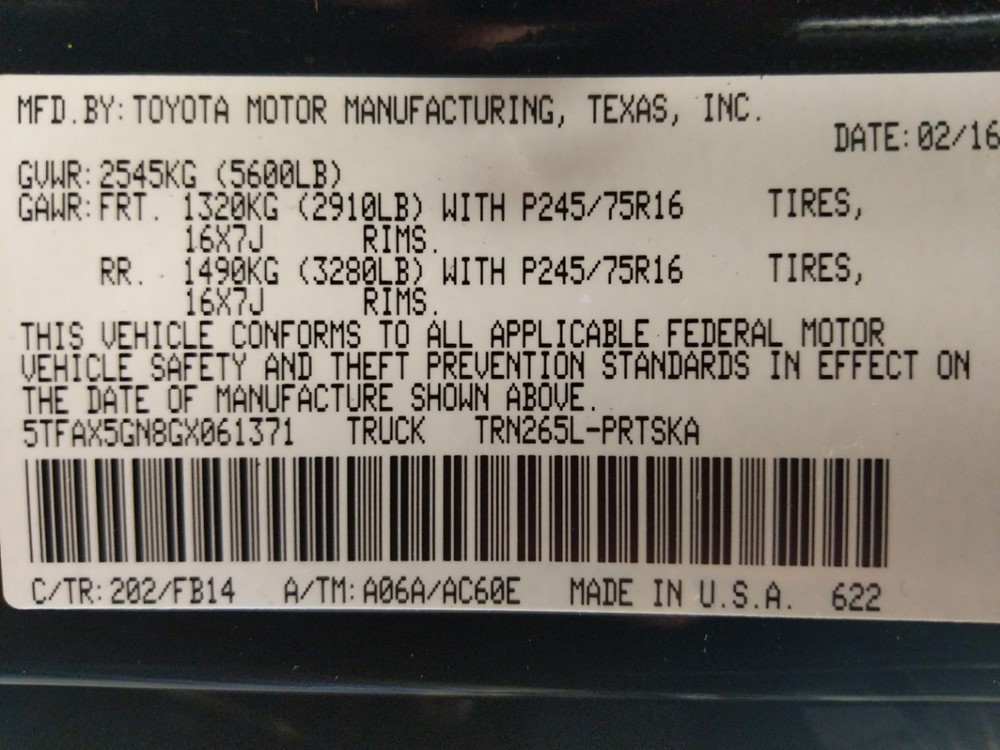 MFD.BY: TOYOTA MOTOR MANUFACTURING, TEXAS, INC.
DATE: 02/16
GVWR: 2545KG (5600LB)
GAWR: FRT. 1320KG (2910LB) WITH P245/75R16 TIRES,
16X7J RIMS.
RR. 1490KG (3280LB) WITH P245/75R16 TIRES,
16X7J RIMS.
THIS VEHICLE CONFORMS TO ALL APPLICABLE FEDERAL MOTOR
VEHICLE SAFETY AND THEFT PREVENTION STANDARDS IN EFFECT ON
THE DATE OF MANUFACTURE SHOWN ABOVE.
5TFAX5GN8GX061371 TRUCK TRN265L-PRTSKA
C/TR: 202/FB14 A/TM: A06A/AC60E MADE IN U.S.A. 622